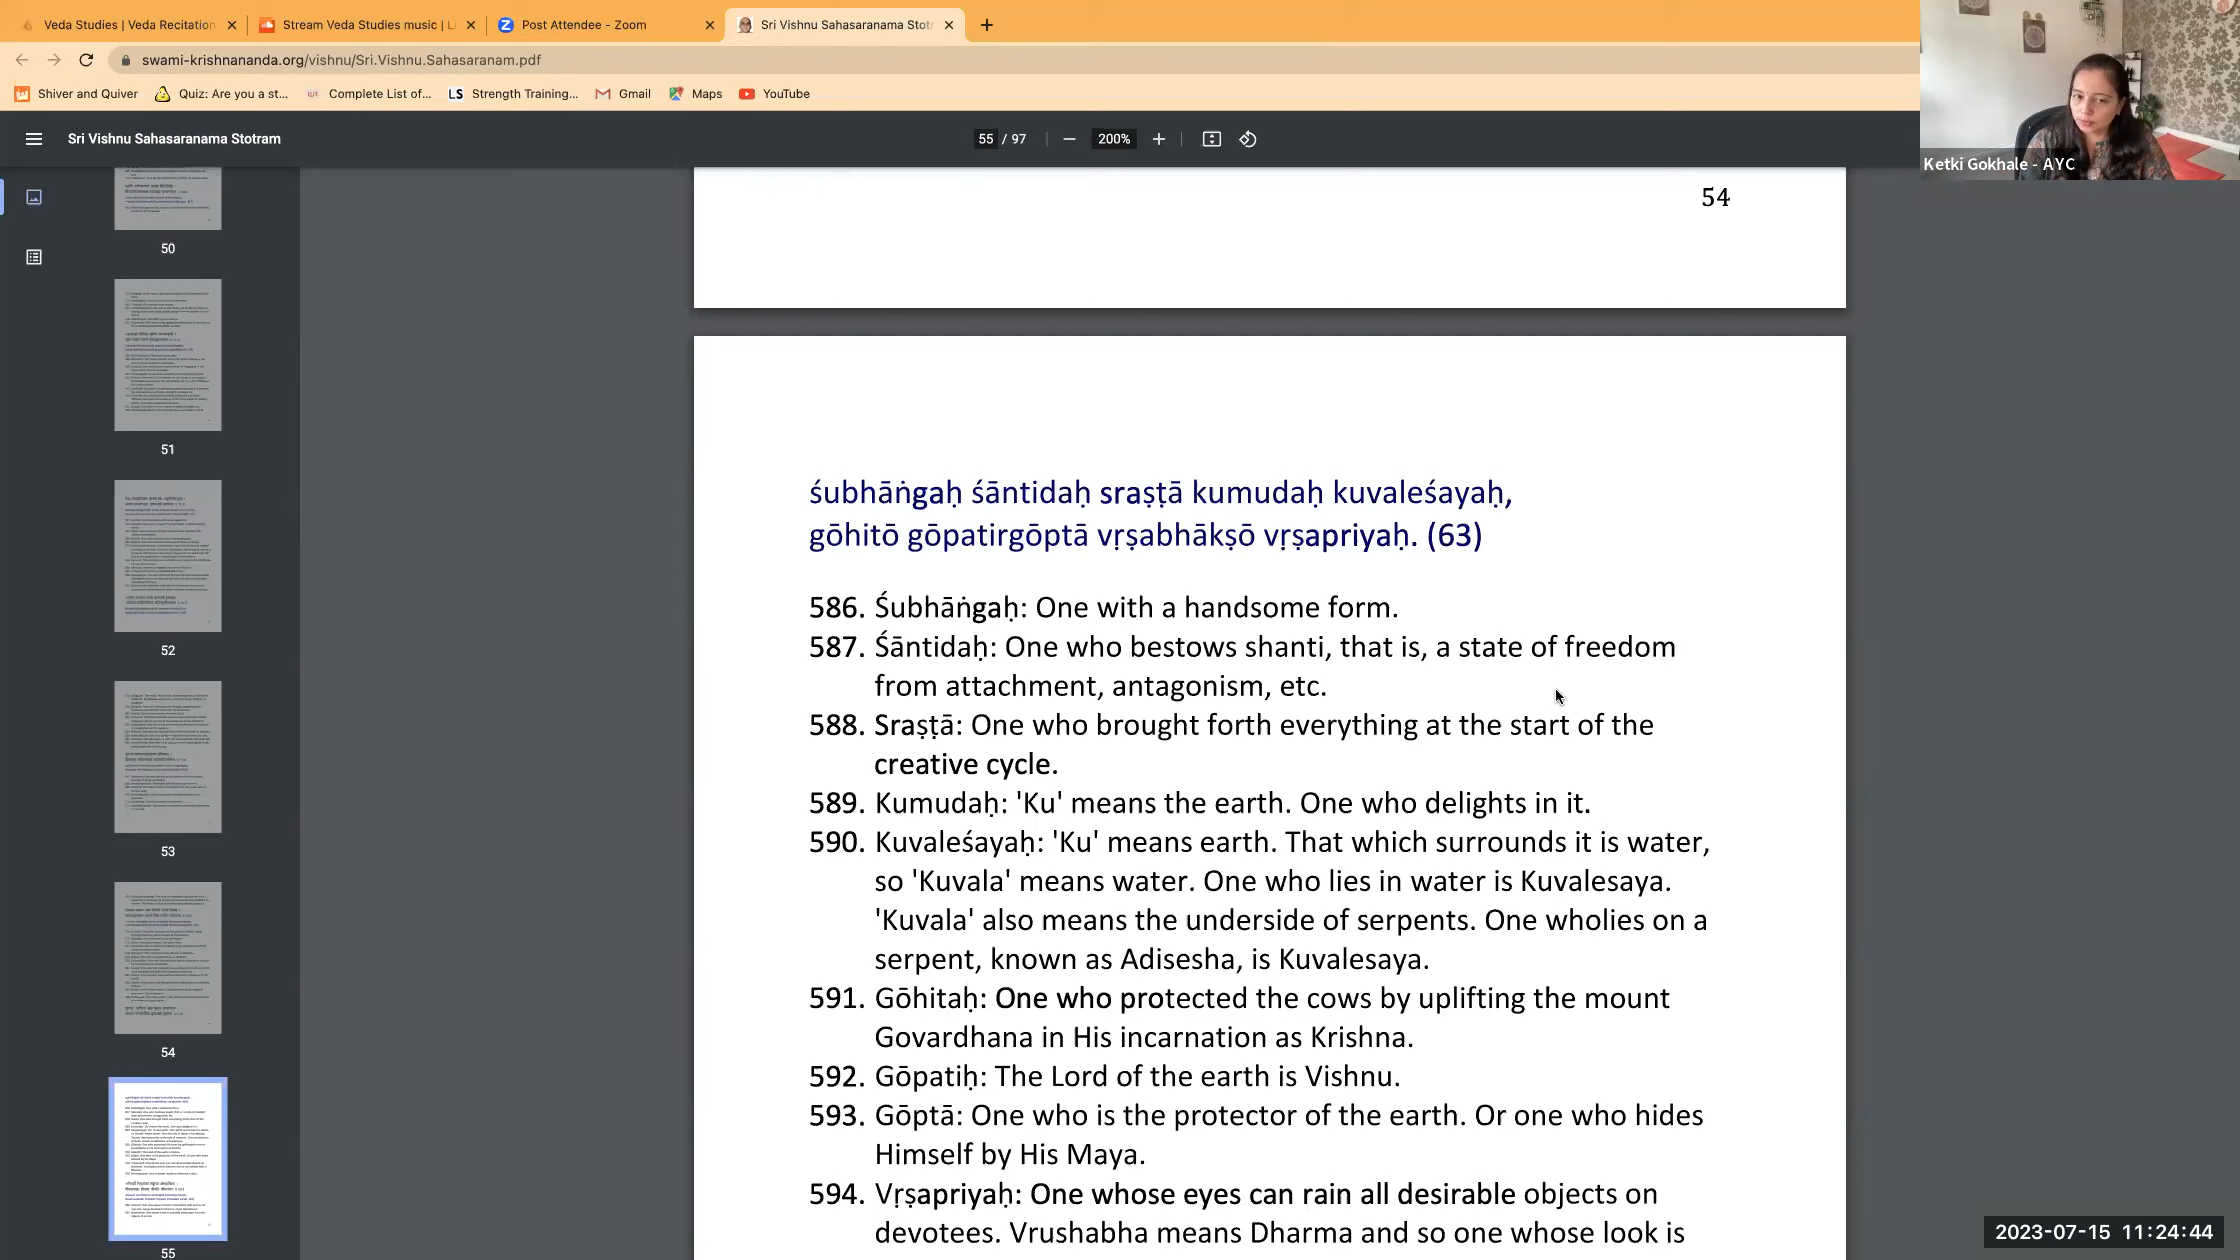 Veda Studies | Veda Recitation
Stream Veda Studies music | Li
Post Attendee - Zoom
Sri Vishnu Sahasaranama Stotr
swami-krishnananda.org/vishnu/Sri.Vishnu.Sahasaranam.pdf
Shiver and Quiver
Quiz: Are you a st...
Complete List of...
LS Strength Training...
Gmail
Maps
YouTube
Sri Vishnu Sahasaranama Stotram
55 / 97
200%
Ketki Gokhale - AYC
50
51
52
53
54
55
54
śubhāṅgaḥ śāntidaḥ sraṣṭā kumudaḥ kuvaleśayaḥ,
gōhitō gōpatirgōptā vṛṣabhākṣō vṛṣapriyaḥ. (63)
586. Śubhāṅgaḥ: One with a handsome form.
587. Śāntidaḥ: One who bestows shanti, that is, a state of freedom
from attachment, antagonism, etc.
588. Sraṣṭā: One who brought forth everything at the start of the
creative cycle.
589. Kumudaḥ: 'Ku' means the earth. One who delights in it.
590. Kuvaleśayaḥ: 'Ku' means earth. That which surrounds it is water,
so 'Kuvala' means water. One who lies in water is Kuvalesaya.
'Kuvala' also means the underside of serpents. One wholies on a
serpent, known as Adisesha, is Kuvalesaya.
591. Gōhitaḥ: One who protected the cows by uplifting the mount
Govardhana in His incarnation as Krishna.
592. Gōpatiḥ: The Lord of the earth is Vishnu.
593. Gōptā: One who is the protector of the earth. Or one who hides
Himself by His Maya.
594. Vṛṣapriyaḥ: One whose eyes can rain all desirable objects on
devotees. Vrushabha means Dharma and so one whose look is
2023-07-15 11:24:44